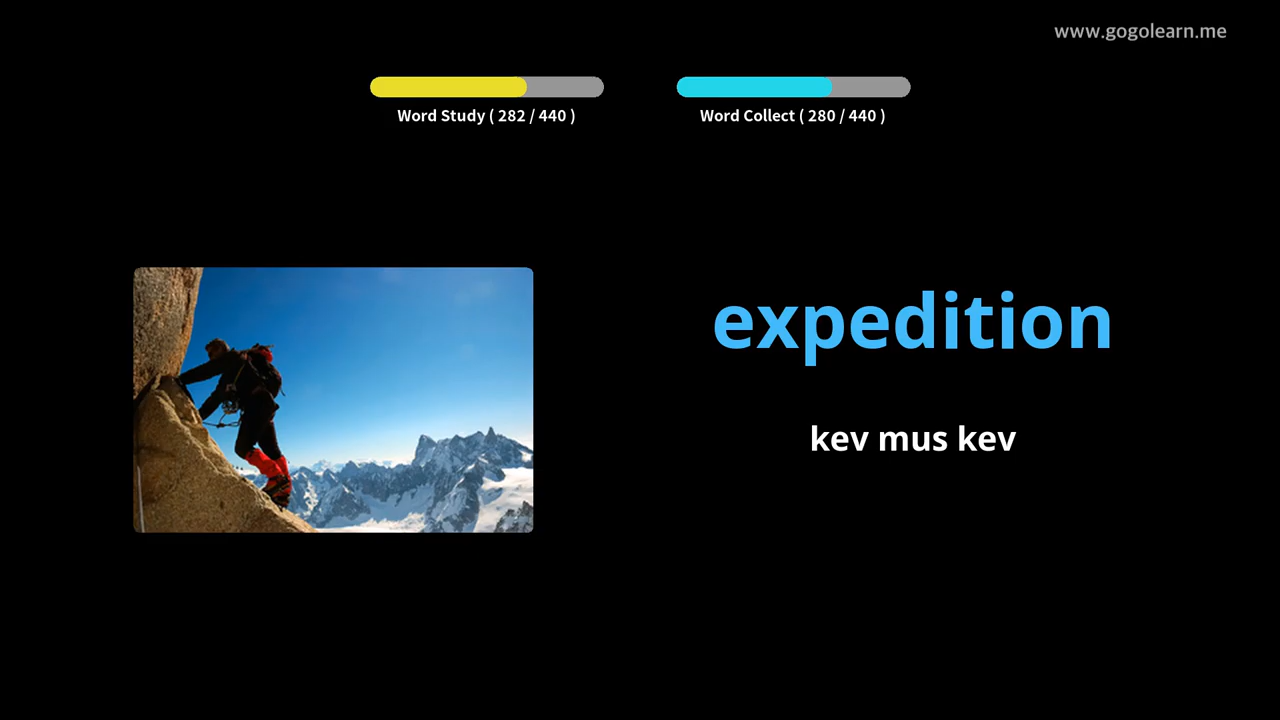 www.gogolearn.me
Word Study ( 282 / 440 )
Word Collect ( 280 / 440 )
expedition
kev mus kev